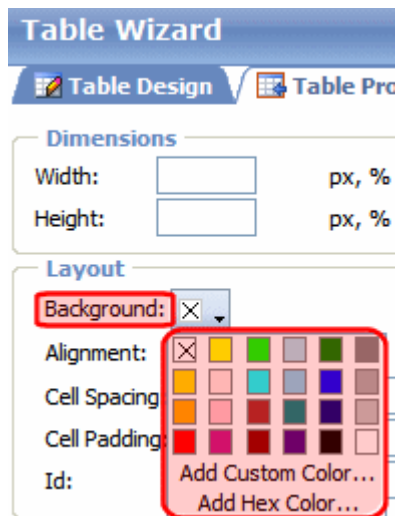 Table Wizard
Table Design Table Pro
Dimensions
Width: px, %
Height: px, %
Layout
Background:
Alignment:
Cell Spacing
Cell Padding:
Id:
Add Custom Color...
Add Hex Color...